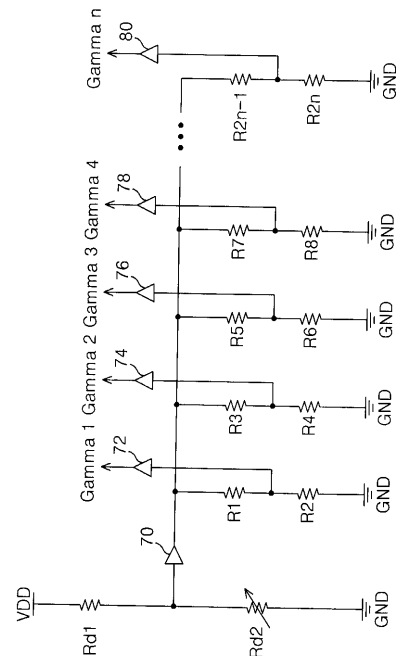 Gamma 1 Gamma 2 Gamma 3 Gamma 4 Gamma n
72 74 76 78 80
VDD
70
Rd1
R1 R3 R5 R7 R2n-1
R2 R4 R6 R8 R2n
Rd2
GND GND GND GND GND GND